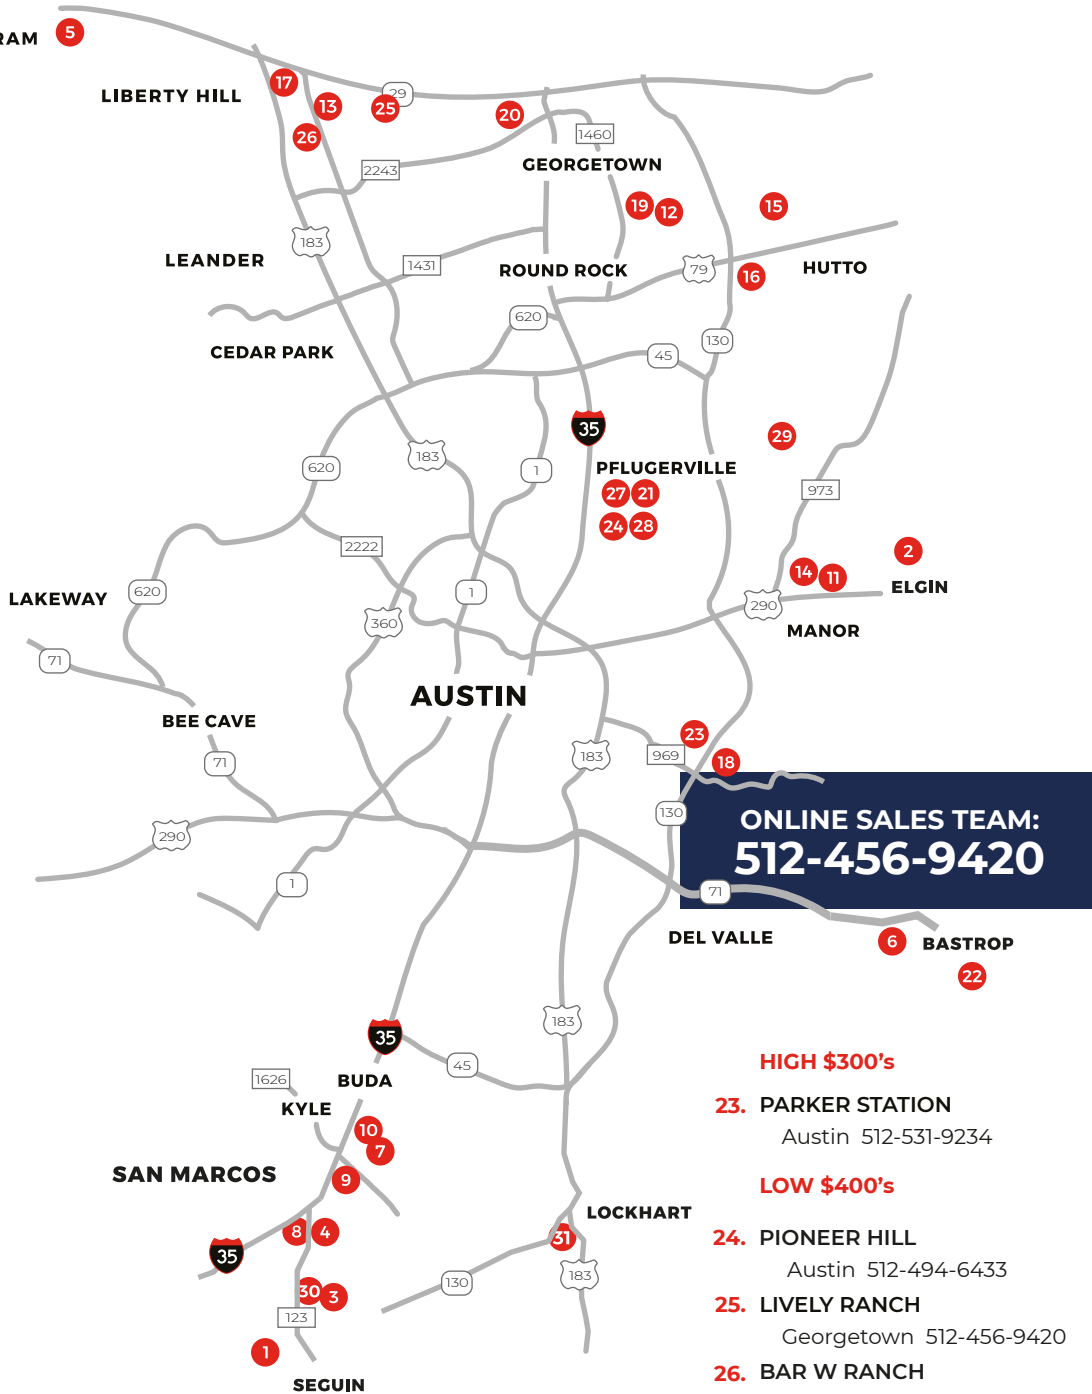 RAM 5
17
LIBERTY HILL
13
25
29
20
26
1460
2243
GEORGETOWN
19
12
15
183
LEANDER
1431
ROUND ROCK
79
HUTTO
16
620
CEDAR PARK
45
130
35
29
183
620
1
PFLUGERVILLE
27 21
24 28
973
2222
2
14 11
ELGIN
LAKEWAY
620
1
290
360
MANOR
71
AUSTIN
BEE CAVE
23
183
969
18
71
130
ONLINE SALES TEAM:
512-456-9420
290
1
71
DEL VALLE
6
BASTROP
22
183
35
45
HIGH $300's
1626
BUDA
KYLE
23. PARKER STATION
Austin 512-531-9234
10
7
SAN MARCOS
9
LOW $400's
LOCKHART
8 4
31
24. PIONEER HILL
35
Austin 512-494-6433
130
183
30 3
25. LIVELY RANCH
123
Georgetown 512-456-9420
1
26. BAR W RANCH
SEGUIN